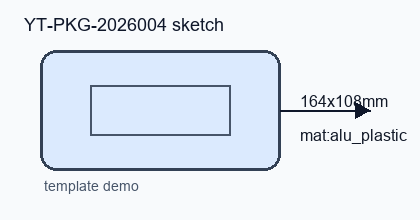 YT-PKG-2026004 sketch
164x108mm
mat:alu_plastic
template demo